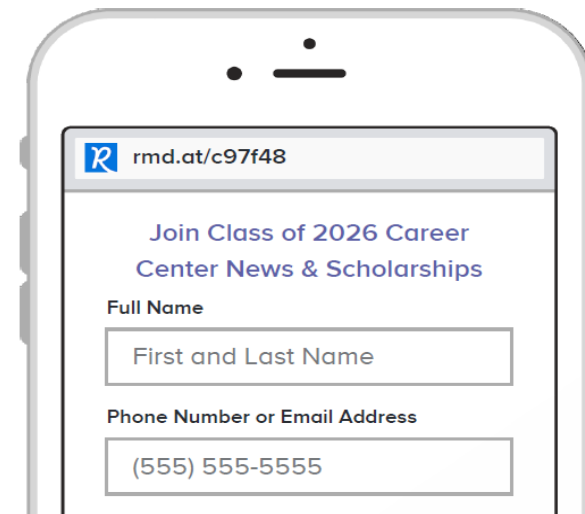 rmd.at/c97f48
Join Class of 2026 Career
Center News & Scholarships
Full Name
First and Last Name
Phone Number or Email Address
(555) 555-5555